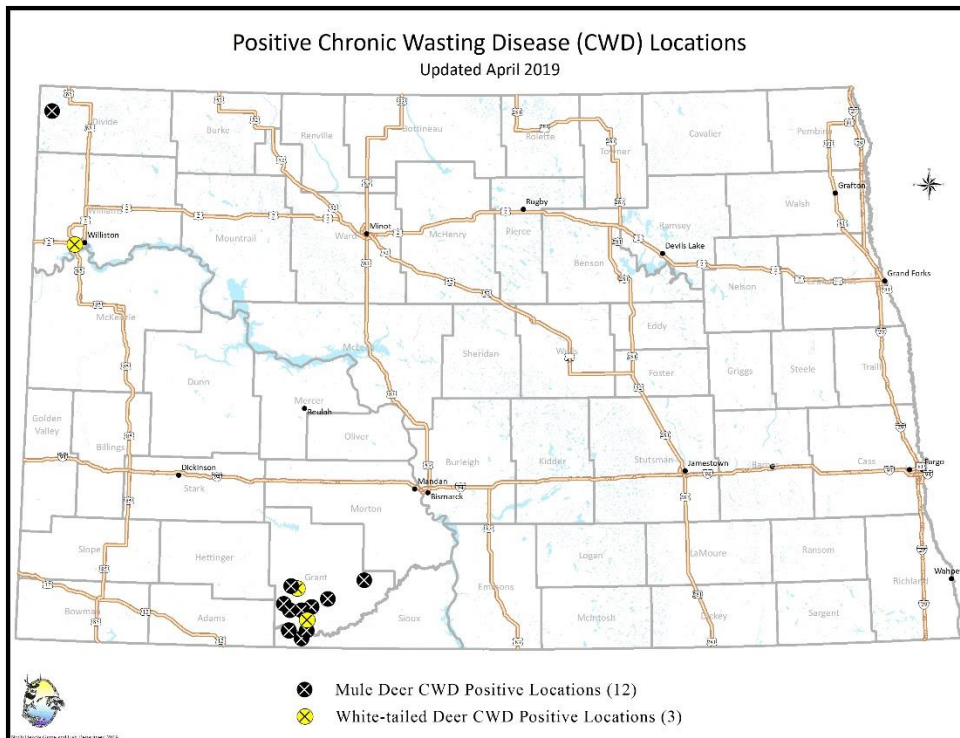 Positive Chronic Wasting Disease (CWD) Locations
Updated April 2019
Divide
Burke
Renville
Bottineau
Rolette
Towner
Cavalier
Pembina
Grafton
Walsh
Williams
Williston
Mountrail
Ward
Minot
McHenry
Rugby
Pierce
Ramsey
Devils Lake
Benson
Nelson
Grand Forks
McKenzie
McLean
Sheridan
Wells
Eddy
Foster
Griggs
Steele
Traill
Dunn
Mercer
Beulah
Oliver
Golden
Valley
Billings
Dickinson
Stark
Mandan
Bismarck
Burleigh
Kidder
Stutsman
Jamestown
Barnes
Cass
Fargo
Morton
Slope
Hettinger
Grant
Logan
LaMoure
Ransom
Richland
Wahpe
Bowman
Adams
Sioux
Emmons
McIntosh
Dickey
Sargent
Mule Deer CWD Positive Locations (12)
White-tailed Deer CWD Positive Locations (3)